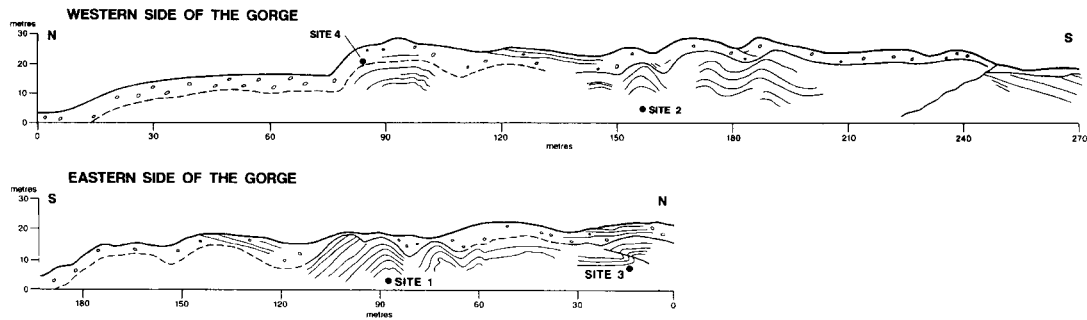 WESTERN SIDE OF THE GORGE
metres
30
20
10
0
N
SITE 4
S
SITE 2
0 30 60 90 120 150 180 210 240 270
metres
EASTERN SIDE OF THE GORGE
metres
30
20
10
0
S
N
SITE 1
SITE 3
180 150 120 90 60 30 0
metres